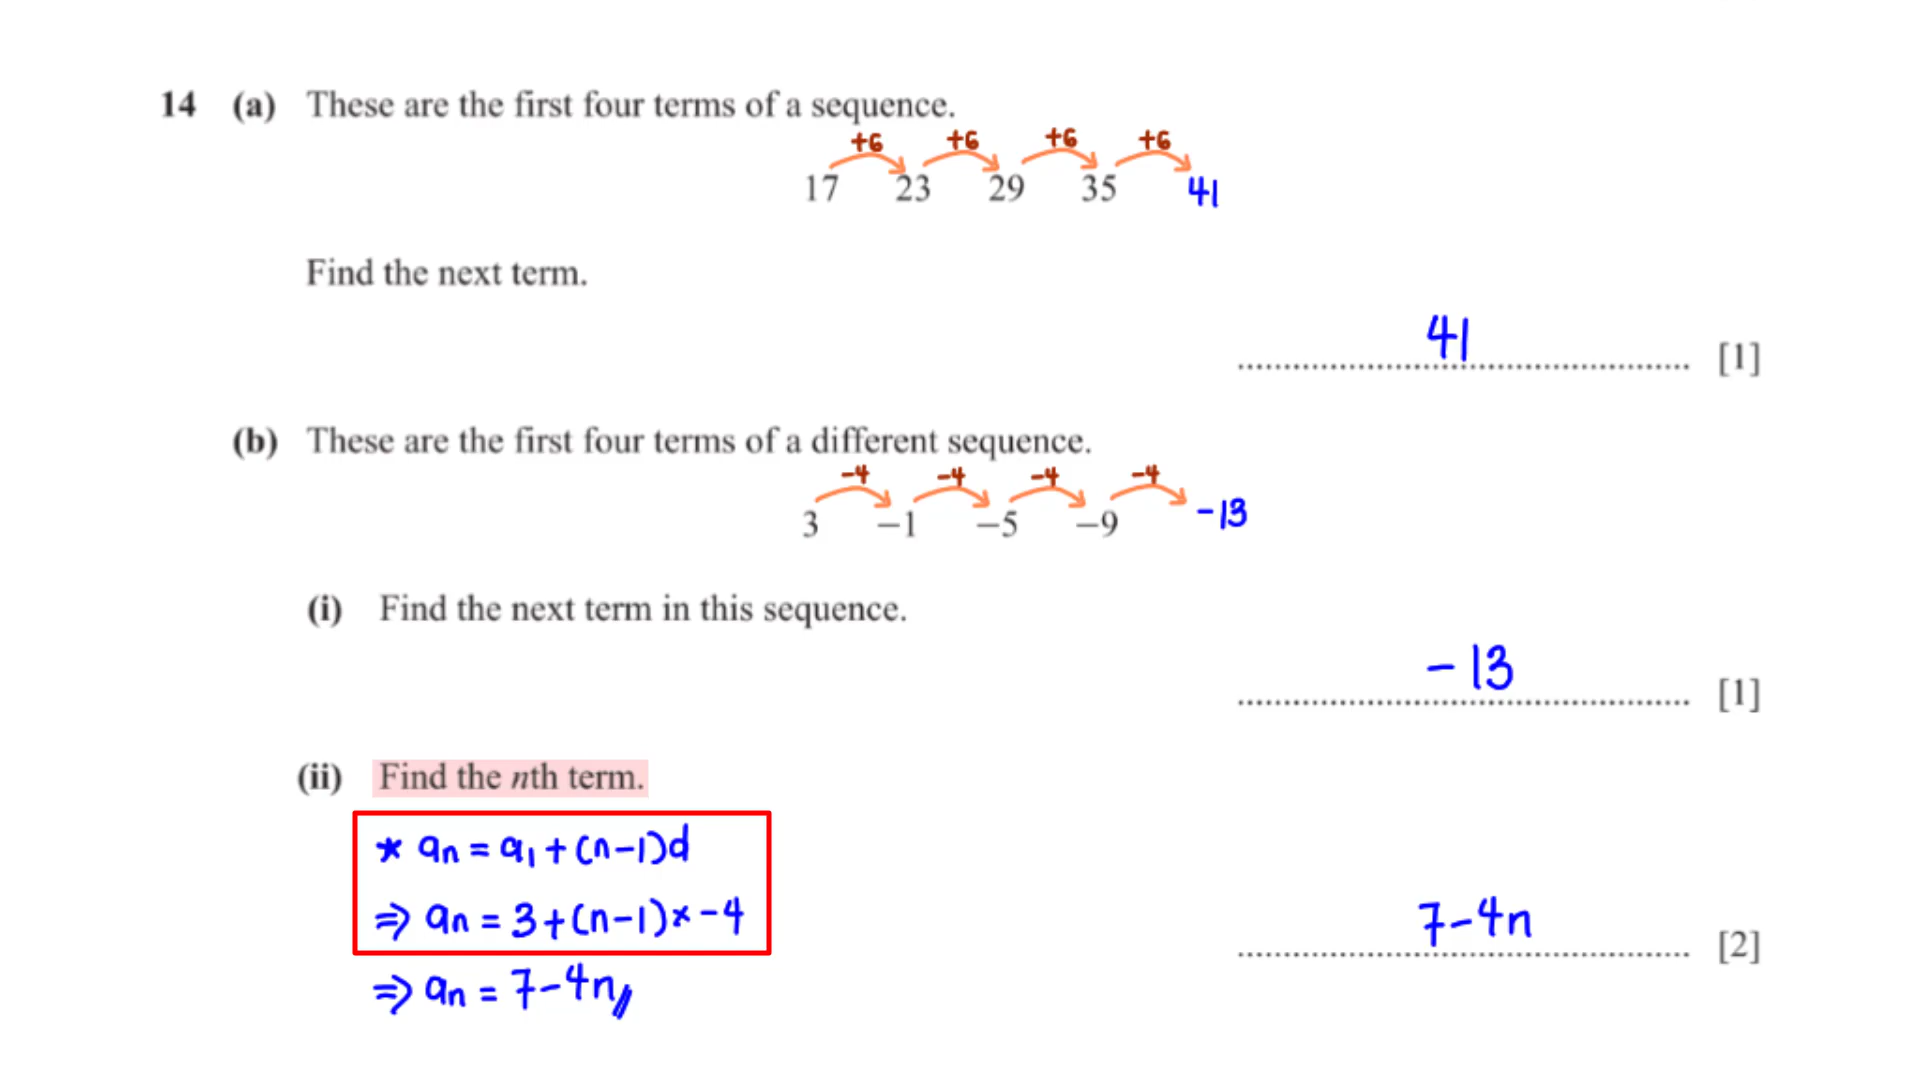 14 (a) These are the first four terms of a sequence.
+6 +6 +6 +6
17 23 29 35 41
Find the next term.
41
[1]
(b) These are the first four terms of a different sequence.
-4 -4 -4 -4
3 −1 −5 −9 -13
(i) Find the next term in this sequence.
-13
[1]
(ii) Find the nth term.
* an = a1 + (n-1)d
⇒ an = 3+(n-1)×-4
7-4n
[2]
⇒ an = 7-4n//